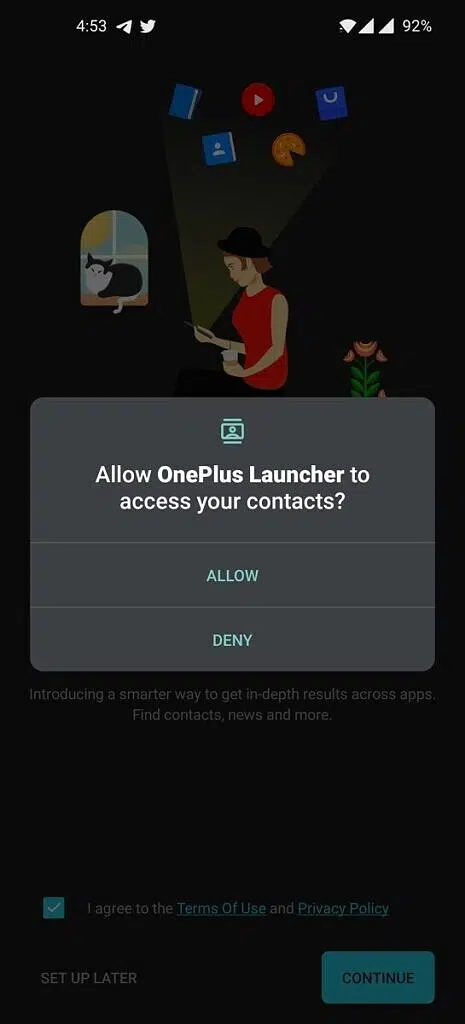 4:53 92%
Allow OnePlus Launcher to
access your contacts?
ALLOW
DENY
Introducing a smarter way to get in-depth results across apps.
Find contacts, news and more.
I agree to the Terms Of Use and Privacy Policy
SET UP LATER CONTINUE